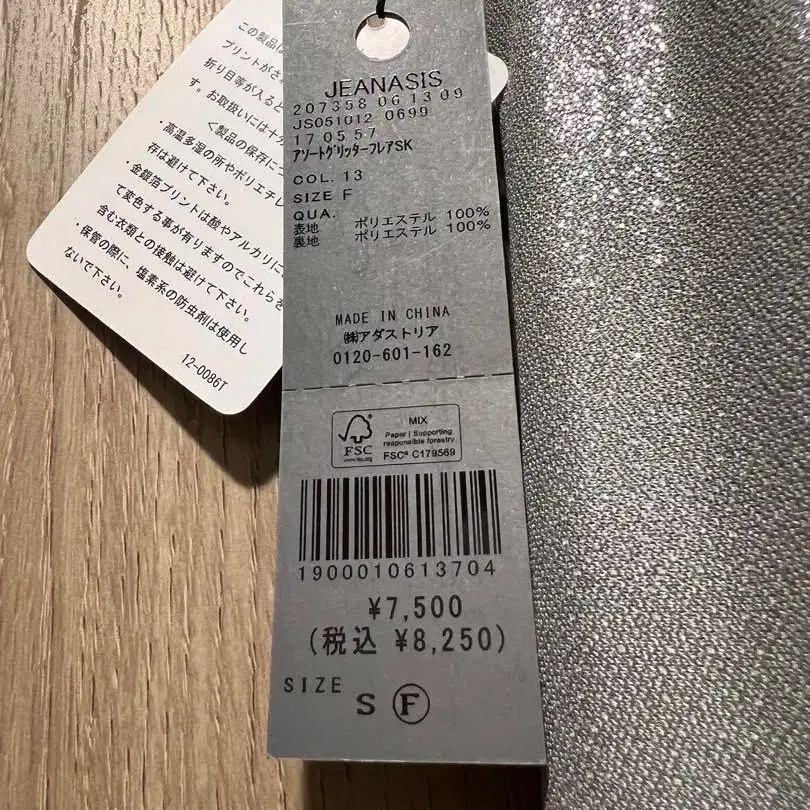 この製品は
プリントがされ
折り目等が入ると
す。お取扱いには十分
<製品の保存につ
・高温多湿の所やポリエチレ
存は避けて下さい。
・金銀箔プリントは酸やアルカリに
て変色する事が有りますのでこれらを
含む衣類との接触は避けて下さい。
・保管の際に、塩素系の防虫剤は使用し
ないで下さい。
12-0086T
JEANASIS
207358 06 13 09
JS051012 0699
17 05 57
アソートグリッターフレアSK
COL. 13
SIZE F
QUA.
表地 ポリエステル 100%
裏地 ポリエステル 100%
MADE IN CHINA
㈱アダストリア
0120-601-162
FSC
www.fsc.org
MIX
Paper | Supporting
responsible forestry
FSC® C179569
1900010613704
¥7,500
(税込 ¥8,250)
SIZE
S Ⓕ